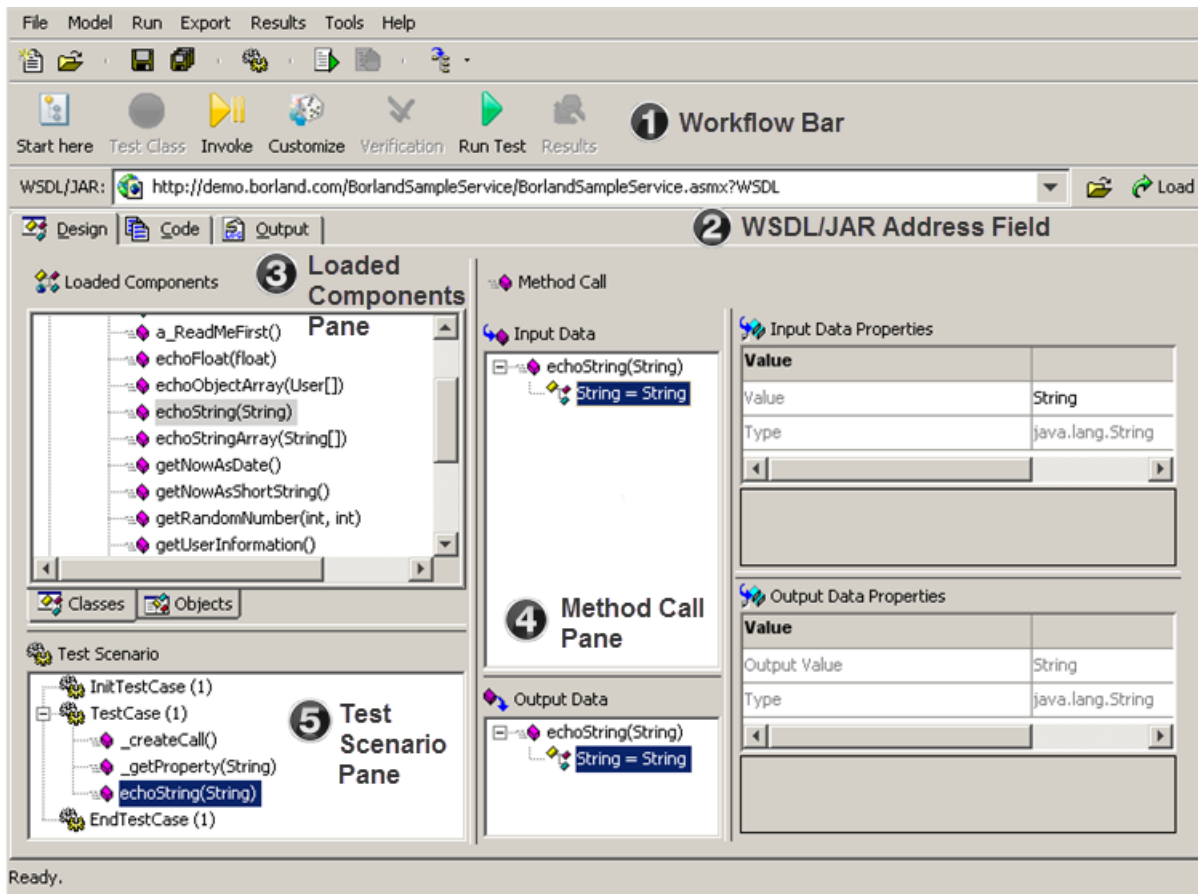 File Model Run Export Results Tools Help
Start here Test Class Invoke Customize Verification Run Test Results
1 Workflow Bar
WSDL/JAR: http://demo.borland.com/BorlandSampleService/BorlandSampleService.asmx?WSDL Load
Design Code Output
2 WSDL/JAR Address Field
Loaded Components
3 Loaded
Components
Pane
a_ReadMeFirst()
echoFloat(float)
echoObjectArray(User[])
echoString(String)
echoStringArray(String[])
getNowAsDate()
getNowAsShortString()
getRandomNumber(int, int)
getUserInformation()
Classes Objects
Test Scenario
InitTestCase (1)
TestCase (1)
_createCall()
_getProperty(String)
echoString(String)
EndTestCase (1)
5 Test
Scenario
Pane
Method Call
Input Data
echoString(String)
String = String
4 Method Call
Pane
Output Data
echoString(String)
String = String
Input Data Properties
Value
Value String
Type java.lang.String
Output Data Properties
Value
Output Value String
Type java.lang.String
Ready.